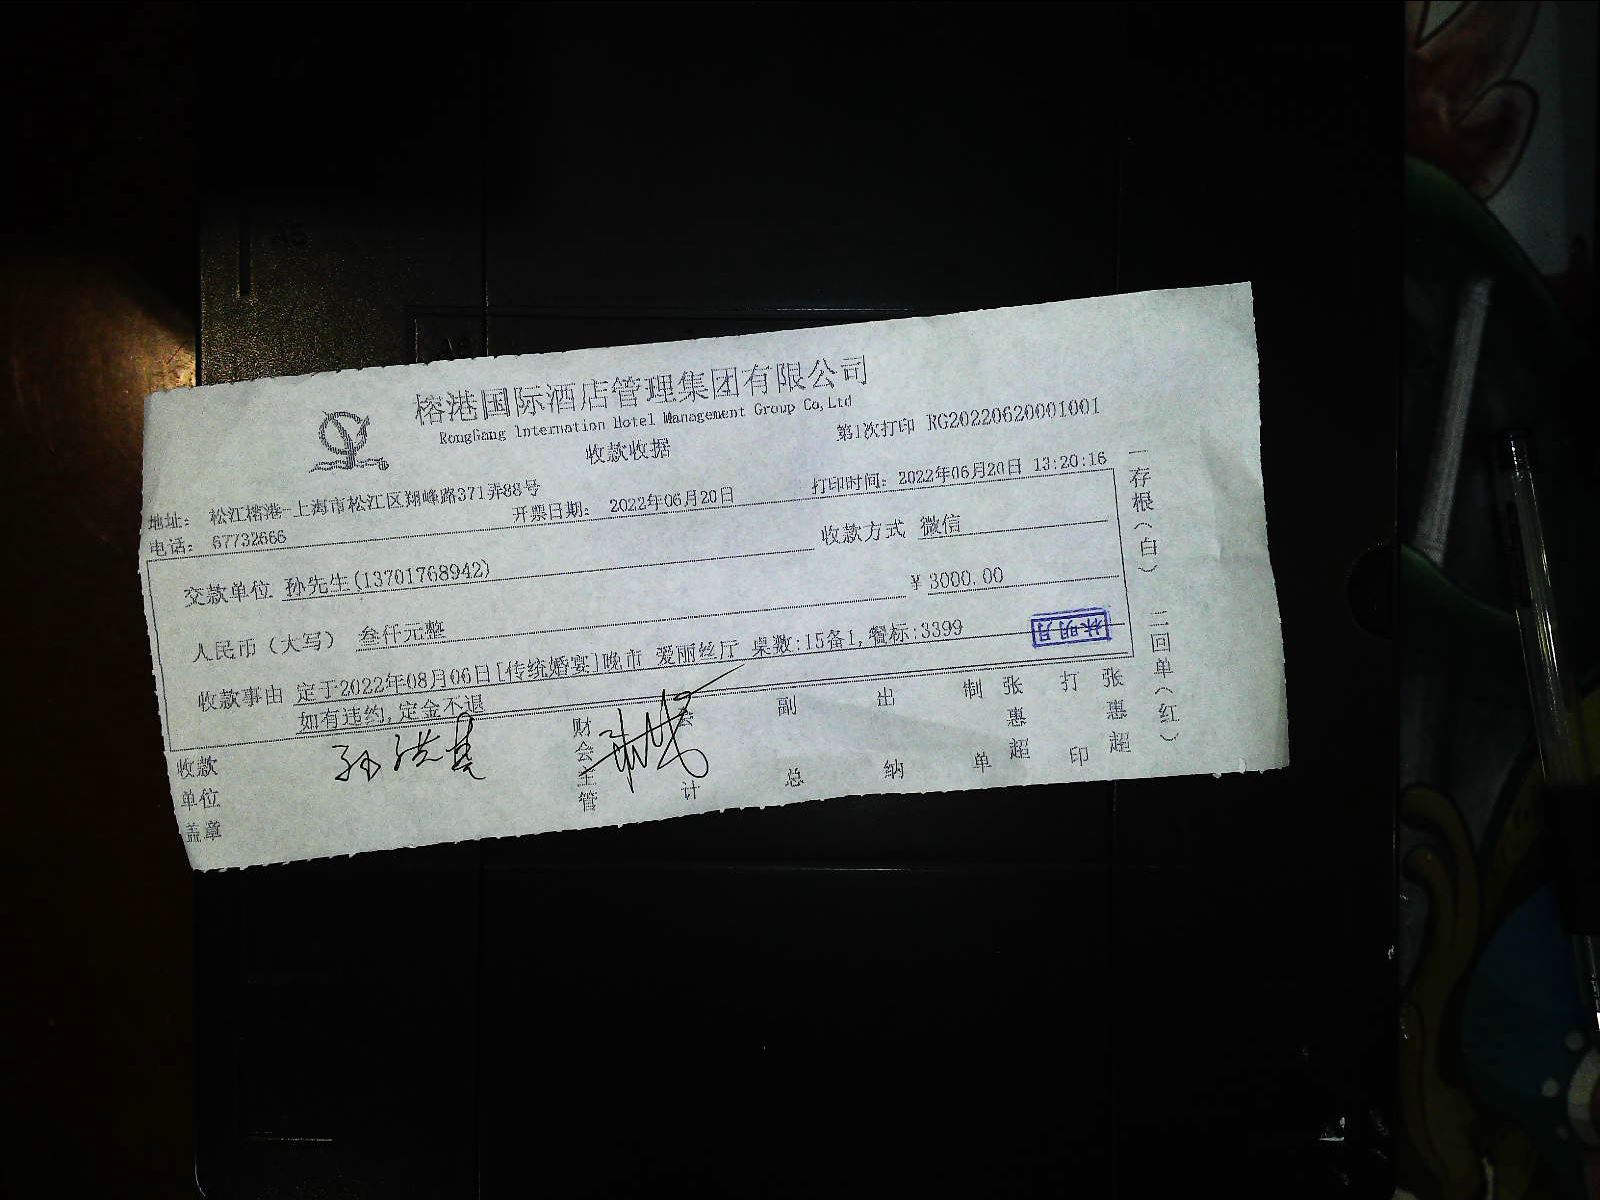 榕港国际酒店管理集团有限公司
RongGang Internation Hotel Management Group Co,Ltd
收款收据
第1次打印 RG20220620001001
地址： 松江榕港-上海市松江区翔峰路371弄88号
电话： 67732666
开票日期： 2022年06月20日
打印时间： 2022年06月20日 13:20:16
交款单位 孙先生(13701768942)
收款方式 微信
人民币（大写） 叁仟元整
￥ 3000.00
收款事由 定于2022年08月06日[传统婚宴]晚市 爱丽丝厅 桌数:15备1,餐标:3399
如有违约,定金不退
林明月
收款单位盖章
财会主管
会计
副总
出纳
制单
张惠超
打印
张惠超
一存根（白） 二回单（红）